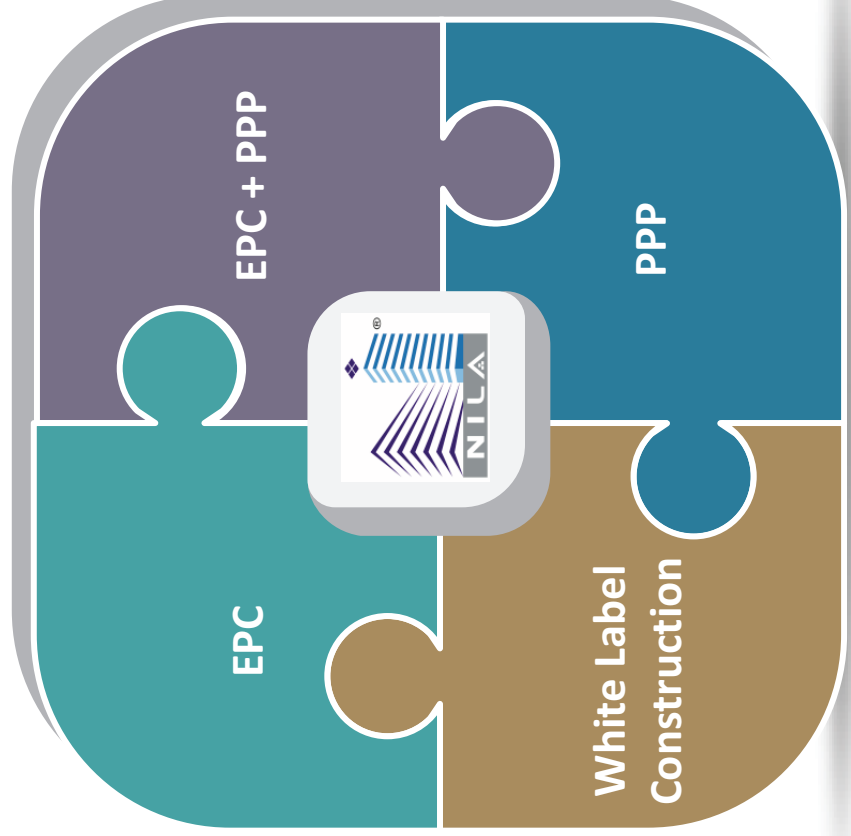 EPC
EPC + PPP
®
NILA
White Label
Construction
PPP